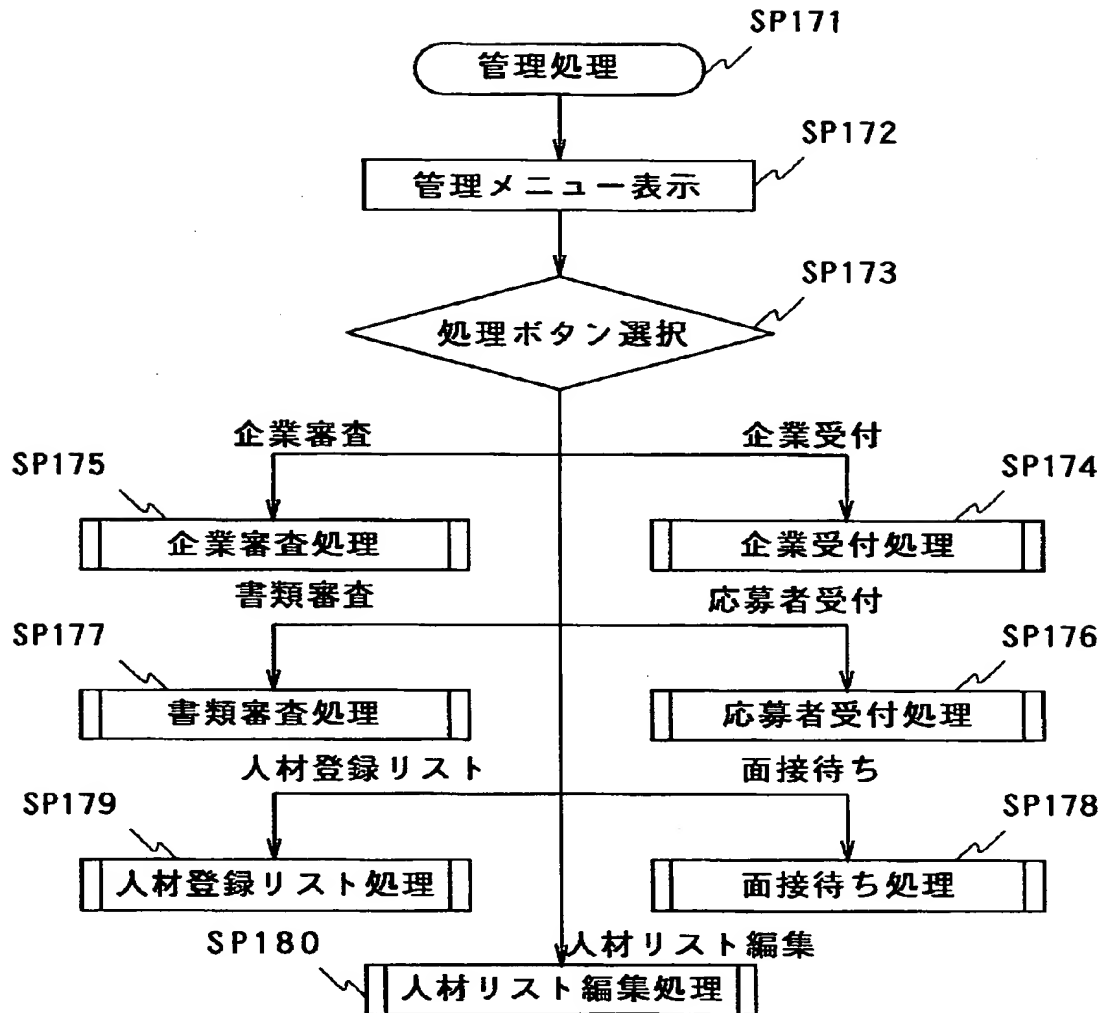 SP171
管理処理
SP172
管理メニュー表示
SP173
処理ボタン選択
企業審査
企業受付
SP175
SP174
企業審査処理
企業受付処理
書類審査
応募者受付
SP177
SP176
書類審査処理
応募者受付処理
人材登録リスト
面接待ち
SP179
SP178
人材登録リスト処理
面接待ち処理
SP180
人材リスト編集
人材リスト編集処理